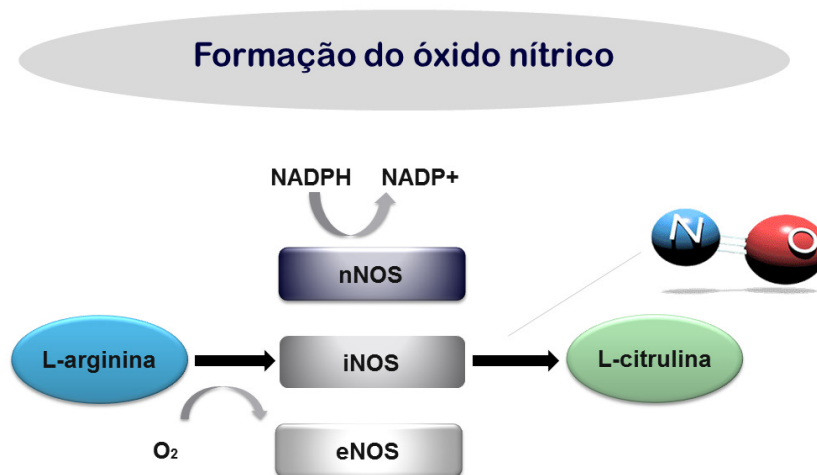 Formação do óxido nítrico
NADPH NADP+
N O
nNOS
L-arginina iNOS L-citrulina
O₂ eNOS